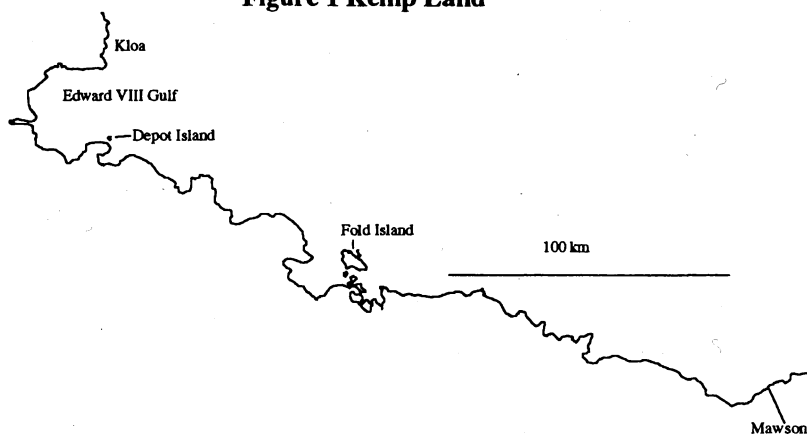 Figure 1 Kemp Land
Kloa
Edward VIII Gulf
Depot Island
Fold Island
100 km
Mawson